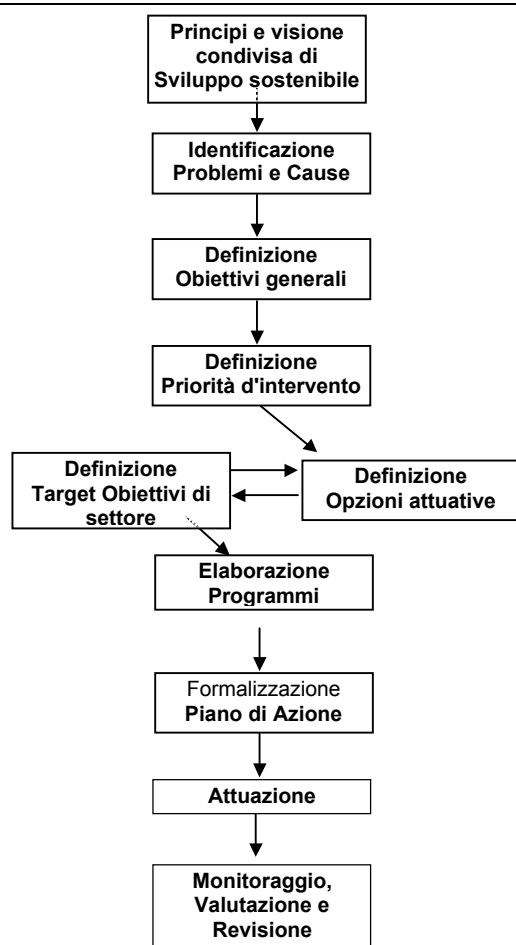 Principi e visione
condivisa di
Sviluppo sostenibile
Identificazione
Problemi e Cause
Definizione
Obiettivi generali
Definizione
Priorità d'intervento
Definizione
Target Obiettivi di
settore
Definizione
Opzioni attuative
Elaborazione
Programmi
Formalizzazione
Piano di Azione
Attuazione
Monitoraggio,
Valutazione e
Revisione